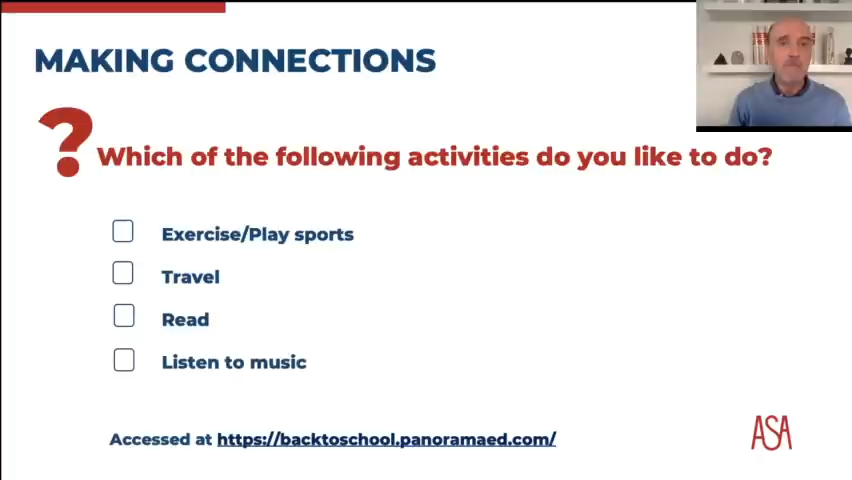 MAKING CONNECTIONS
? Which of the following activities do you like to do?
Exercise/Play sports
Travel
Read
Listen to music
Accessed at https://backtoschool.panoramaed.com/
ASA